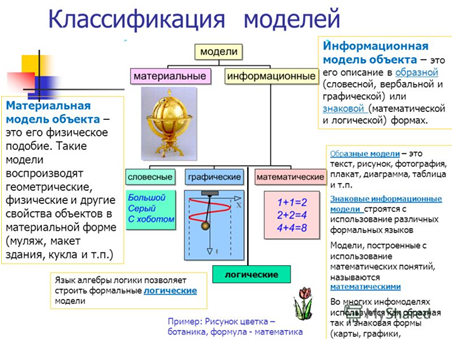 Классификация моделей
модели
материальные
информационные
Информационная
модель объекта – это
его описание в образной
(словесной, вербальной и
графической) или
знаковой (математической
и логической) формах.
Материальная
модель объекта –
это его физическое
подобие. Такие
модели
воспроизводят
геометрические,
физические и другие
свойства объектов в
материальной форме
(муляж, макет
здания, кукла и т.п.)
словесные
графические
математические
Большой
Серый
С хоботом
X
t
1+1=2
2+2=4
4+4=8
логические
Образные модели – это
текст, рисунок, фотография,
плакат, диаграмма, таблица
и т.п.
Знаковые информационные
модели строятся с
использование различных
формальных языков
Модели, построенные с
использование
математических понятий,
называются
математическими
Во многих инфомоделях
используется как образная
так и знаковая формы
(карты, графики,
Язык алгебры логики позволяет
строить формальные логические
модели
Пример: Рисунок цветка –
ботаника, формула - математика
MyShared